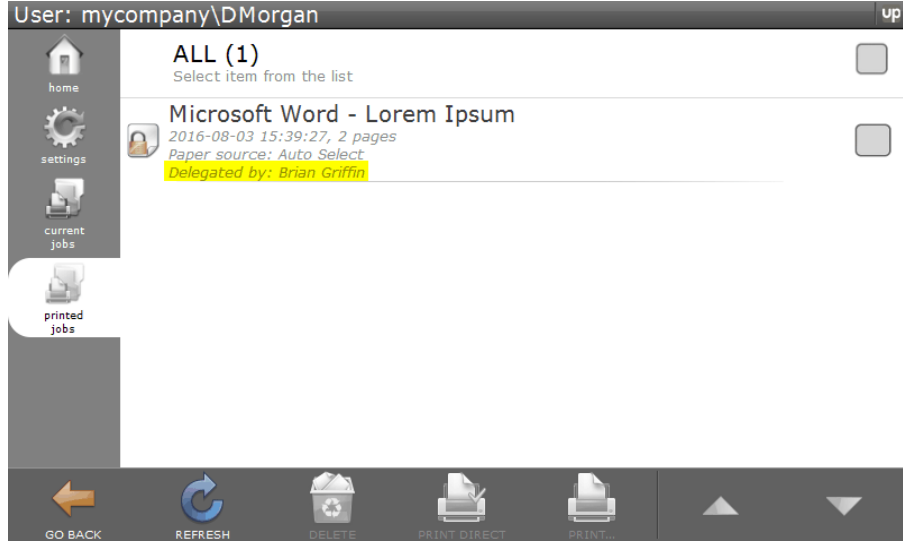 User: mycompany\DMorgan
up
home
settings
current
jobs
printed
jobs
ALL (1)
Select item from the list
Microsoft Word - Lorem Ipsum
2016-08-03 15:39:27, 2 pages
Paper source: Auto Select
Delegated by: Brian Griffin
GO BACK
REFRESH
DELETE
PRINT DIRECT
PRINT...